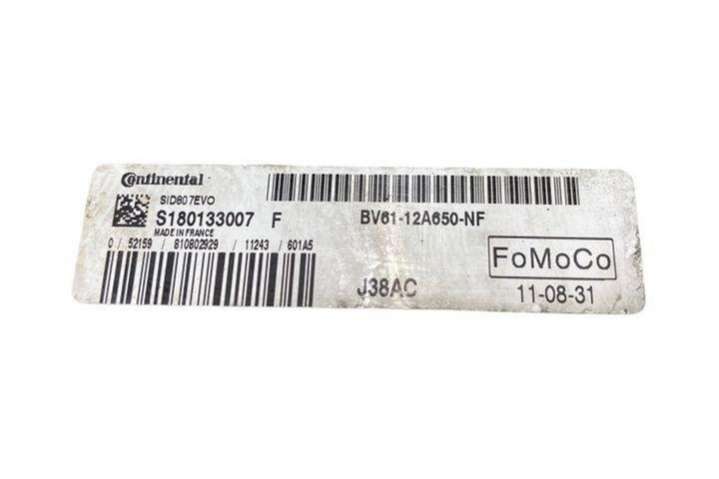 Continental
SID807EVO
S180133007 F
MADE IN FRANCE
0 / 52159 / 810802929 / 11243 / 601A5
BV61-12A650-NF
FoMoCo
J38AC
11-08-31